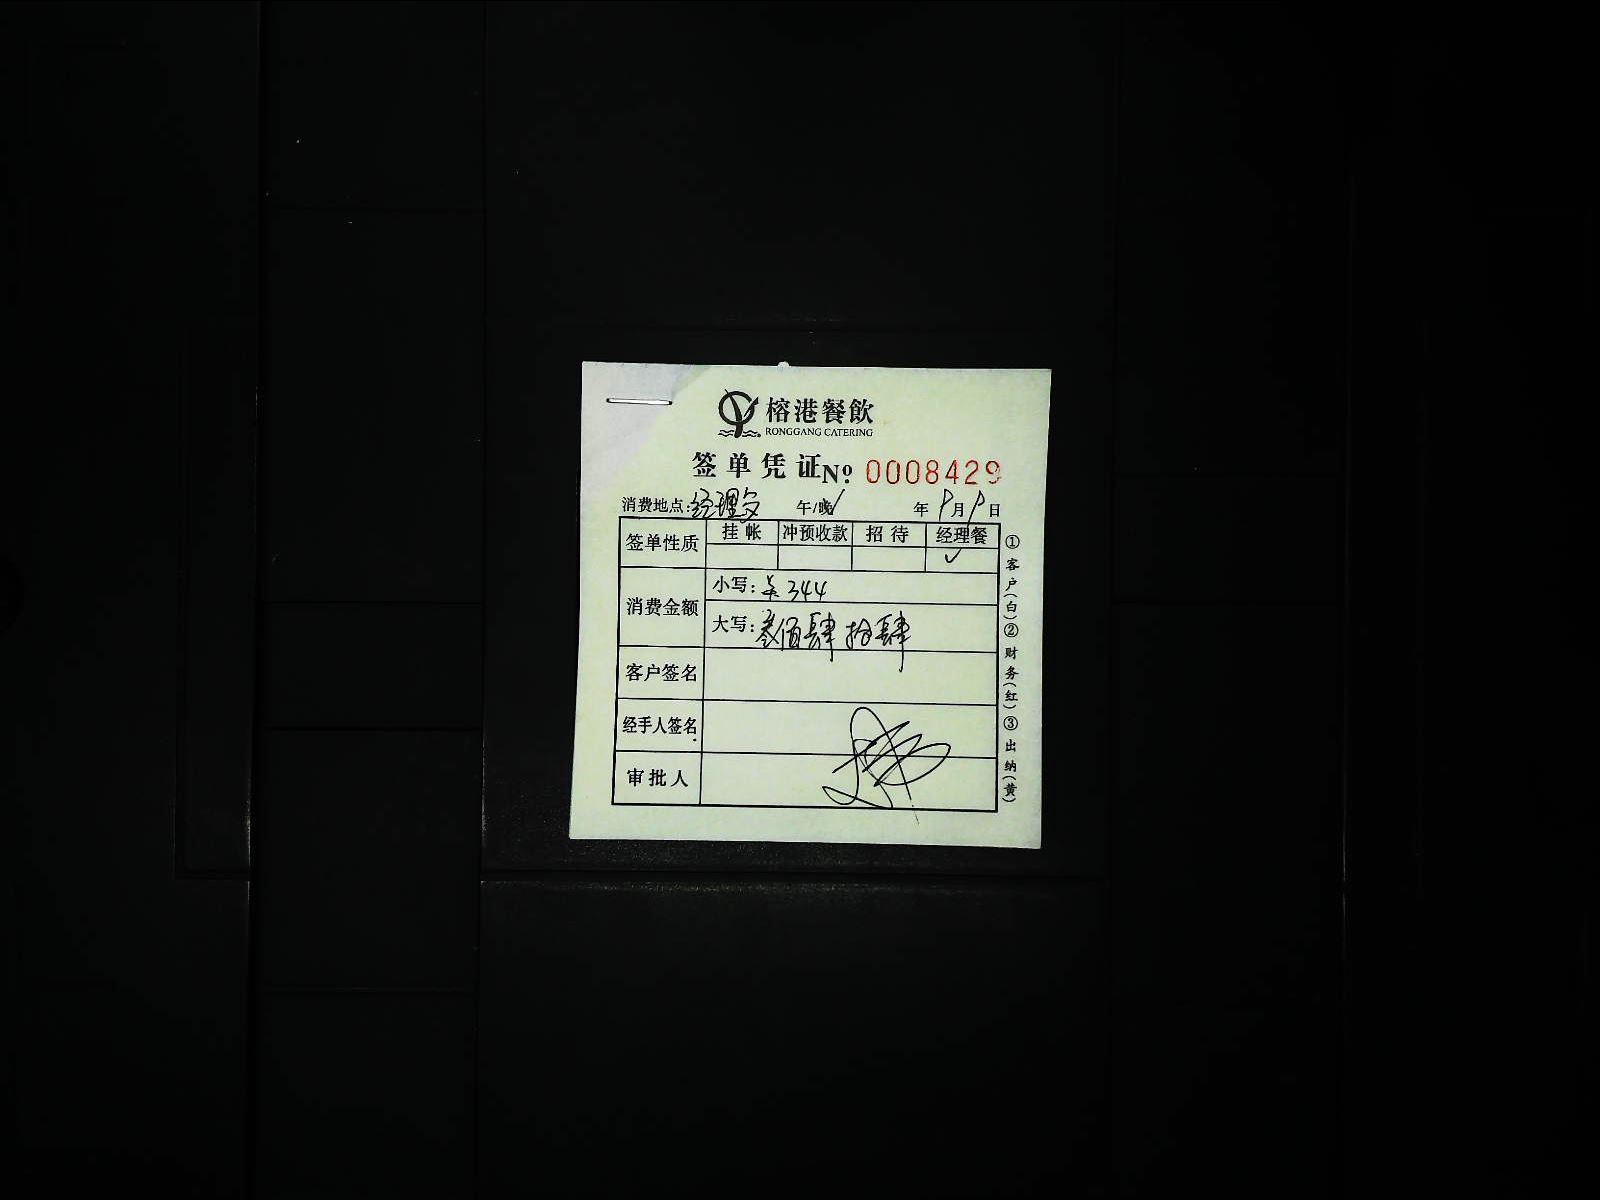 榕港餐飲
RONGGANG CATERING
签单凭证 Nº: 0008429
消费地点:经理 午/晚 年 9月 9日
签单性质 挂帐 冲预收款 招待 经理餐
✓
消费金额 小写: 344
大写:叁佰肆拾肆
客户签名
经手人签名
审批人
①客户(白)②财务(红)③出纳(黄)